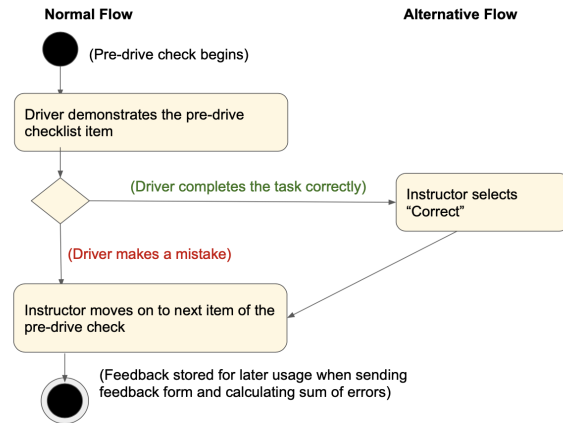 Normal Flow
Alternative Flow
(Pre-drive check begins)
Driver demonstrates the pre-drive
checklist item
(Driver completes the task correctly)
Instructor selects
“Correct”
(Driver makes a mistake)
Instructor moves on to next item of the
pre-drive check
(Feedback stored for later usage when sending
feedback form and calculating sum of errors)